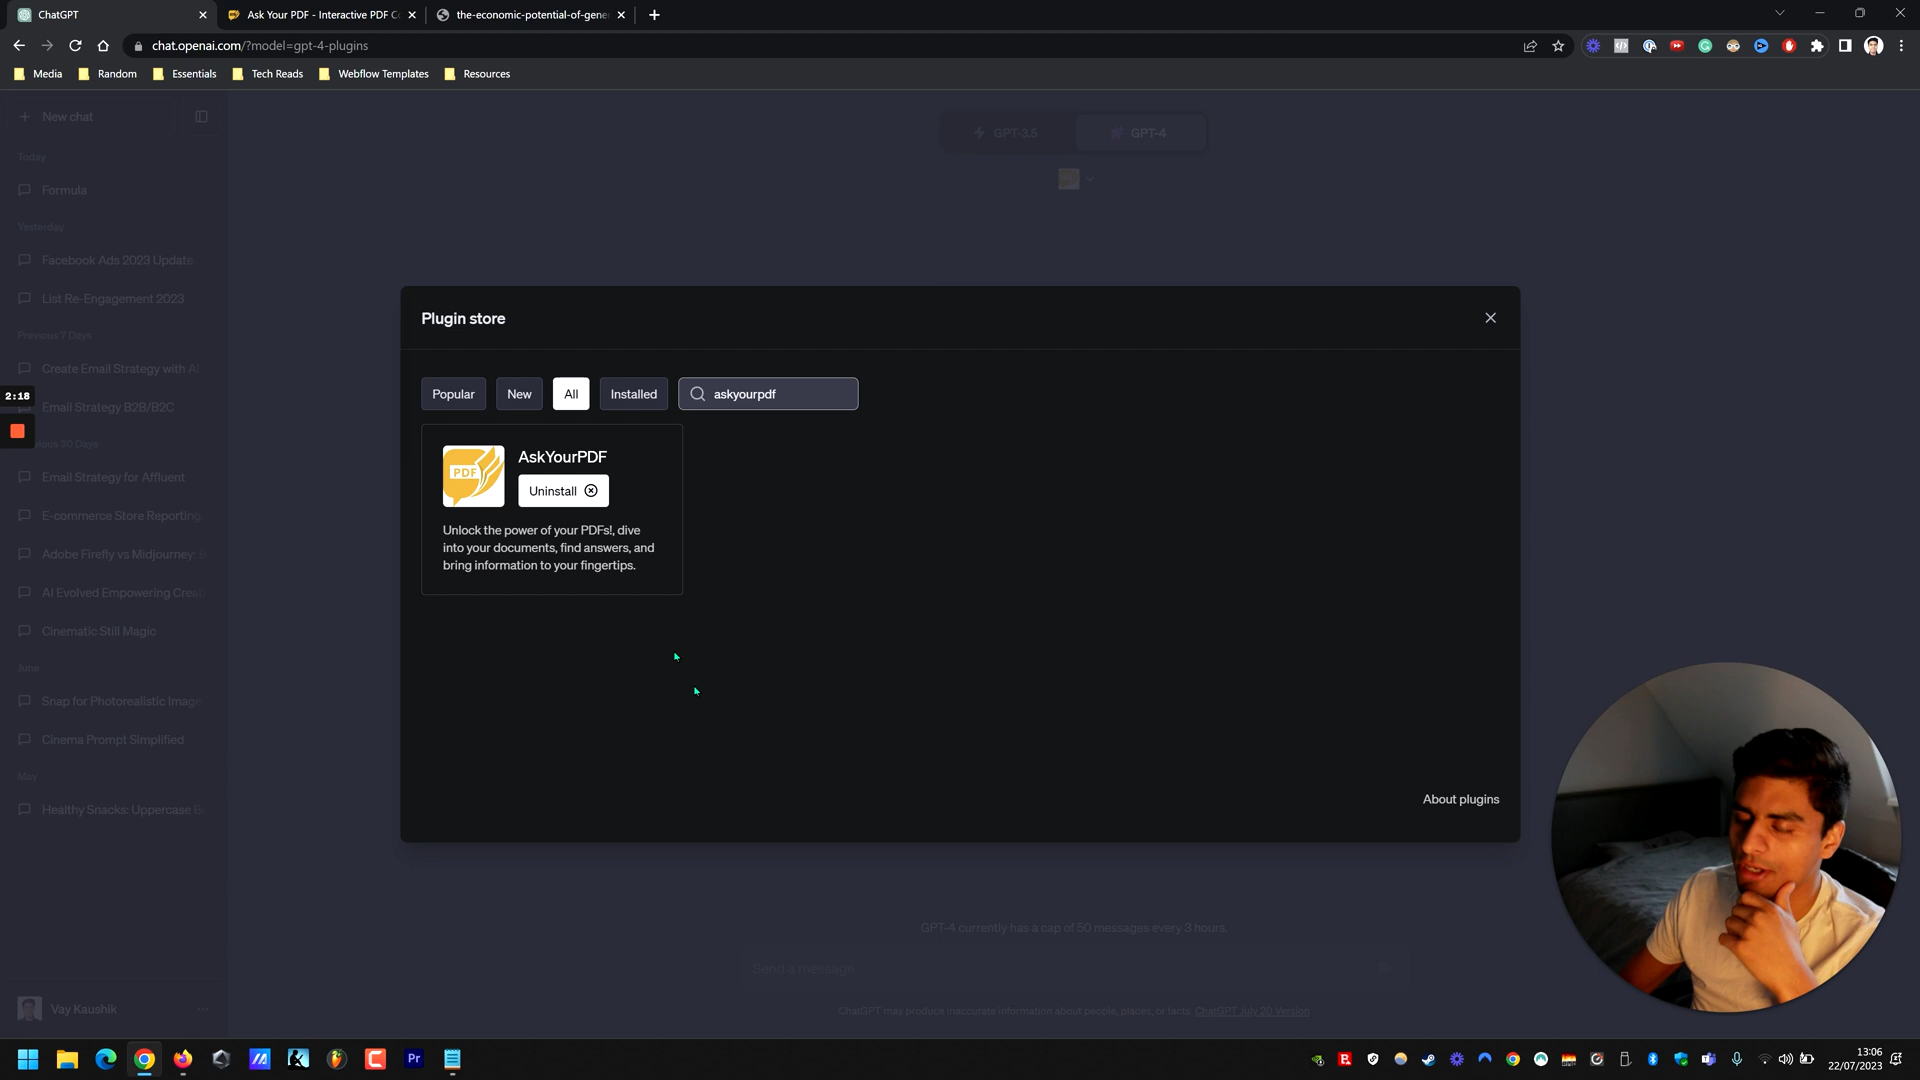 ChatGPT
Ask Your PDF - Interactive PDF C
the-economic-potential-of-gene
chat.openai.com/?model=gpt-4-plugins
Media
Random
Essentials
Tech Reads
Webflow Templates
Resources
New chat
GPT-3.5
GPT-4
Today
Formula
Yesterday
Facebook Ads 2023 Update
List Re-Engagement 2023
Previous 7 Days
Create Email Strategy with AI
2:18
Email Strategy B2B/B2C
ious 30 Days
Email Strategy for Affluent
E-commerce Store Reporting
Adobe Firefly vs Midjourney: B
AI Evolved Empowering Creat
Cinematic Still Magic
June
Snap for Photorealistic Image
Cinema Prompt Simplified
May
Healthy Snacks: Uppercase B
Vay Kaushik
Plugin store
Popular
New
All
Installed
askyourpdf
PDF
AskYourPDF
Uninstall
Unlock the power of your PDFs!, dive
into your documents, find answers, and
bring information to your fingertips.
About plugins
GPT-4 currently has a cap of 50 messages every 3 hours.
Send a message
ChatGPT may produce inaccurate information about people, places, or facts. ChatGPT July 20 Version
Pr
13:06
22/07/2023